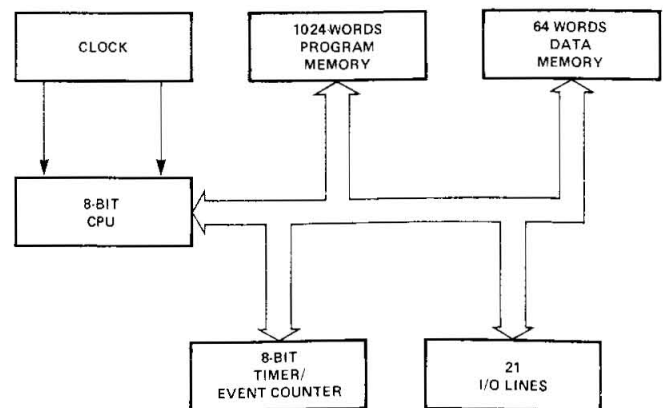 CLOCK
1024-WORDS
PROGRAM
MEMORY
64 WORDS
DATA
MEMORY
8-BIT
CPU
8-BIT
TIMER/
EVENT COUNTER
21
I/O LINES